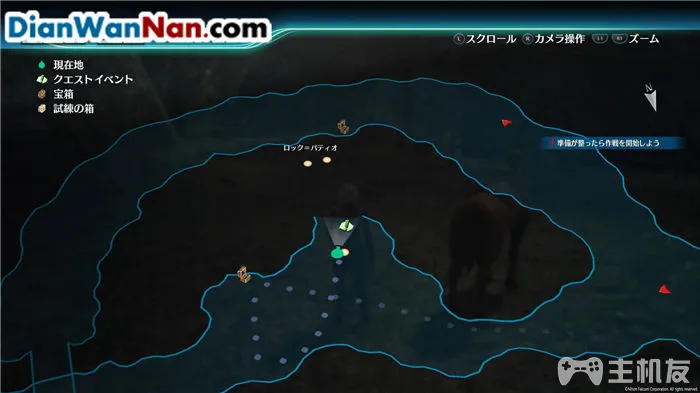 DianWanNan.com
Ⓛスクロール Ⓡカメラ操作 L1 R1 ズーム
現在地
クエストイベント
宝箱
試練の箱
N
準備が整ったら作戦を開始しよう
ロック＝パティオ
主机友
©Nihon Falcom Corporation. All rights reserved.